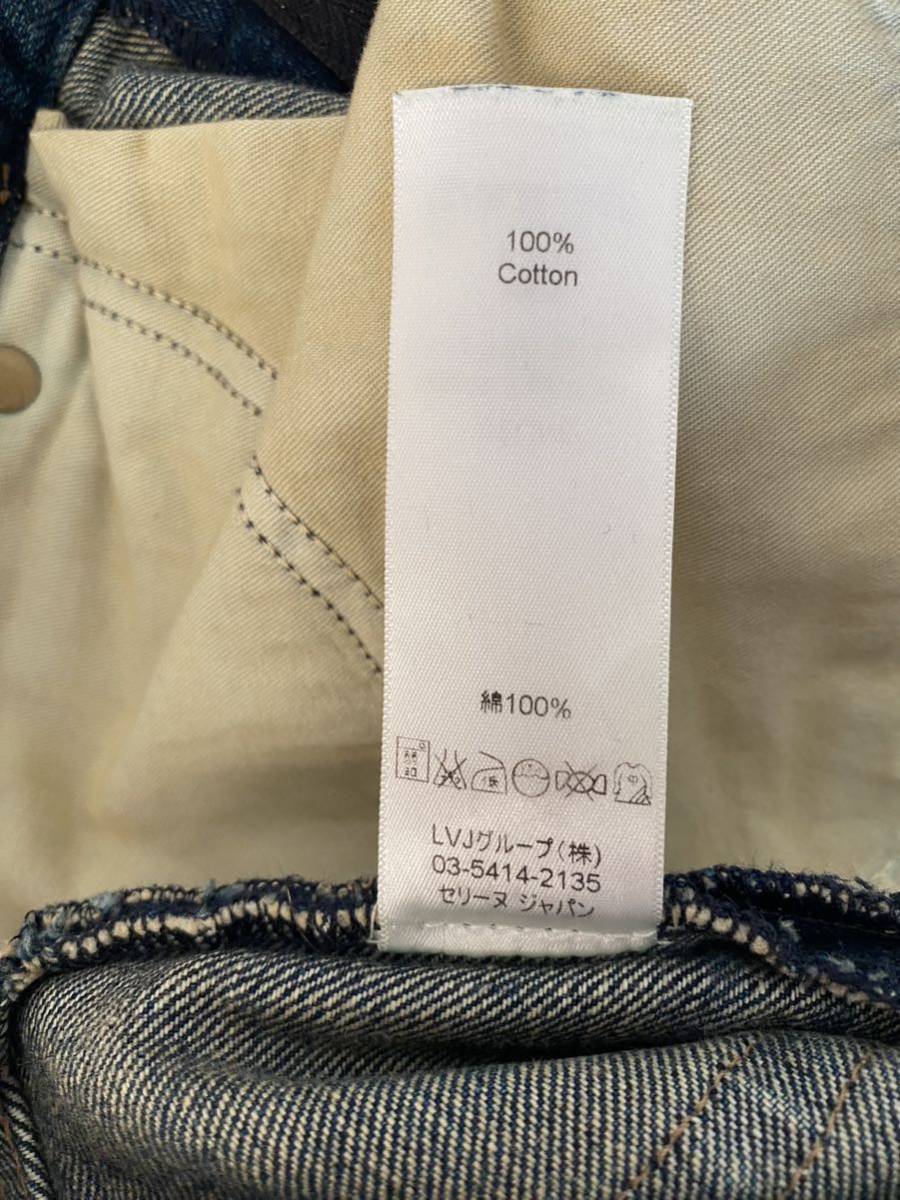 100%
Cotton
綿100%
LVJグループ(株)
03-5414-2135
セリーヌ ジャパン